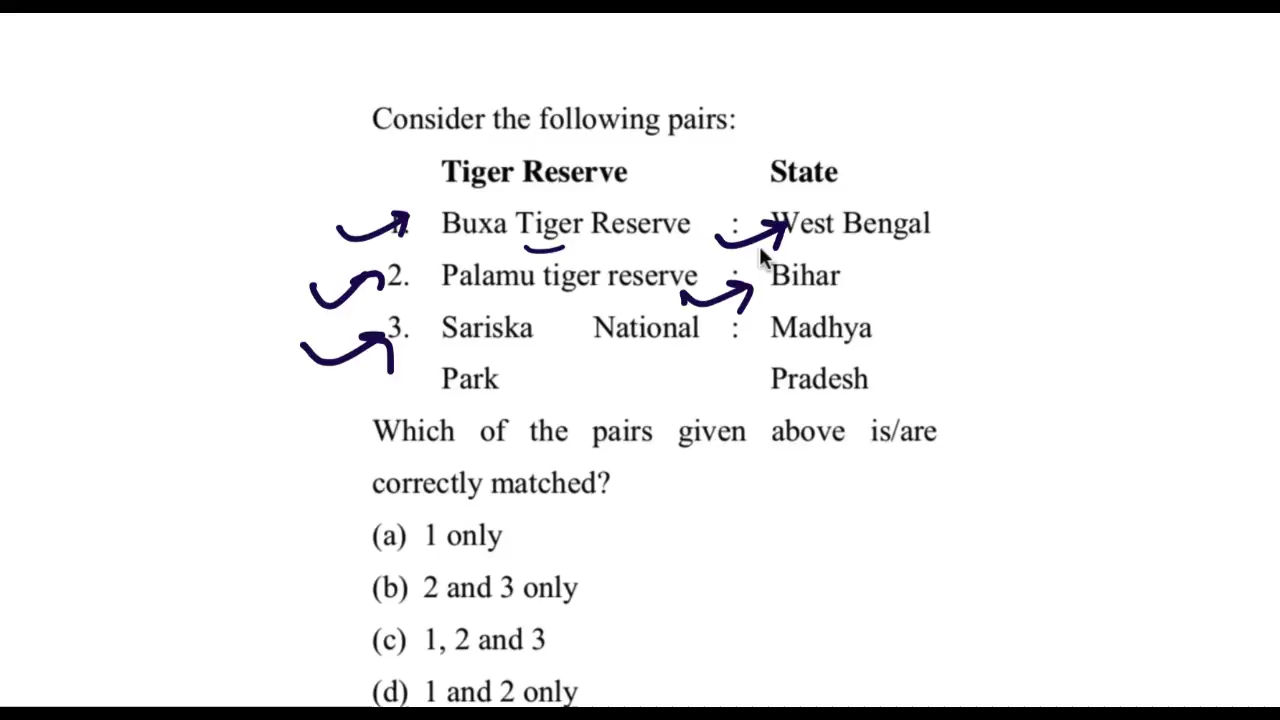 Consider the following pairs:
Tiger Reserve State
1. Buxa Tiger Reserve : West Bengal
2. Palamu tiger reserve : Bihar
3. Sariska National : Madhya
Park Pradesh
Which of the pairs given above is/are
correctly matched?
(a) 1 only
(b) 2 and 3 only
(c) 1, 2 and 3
(d) 1 and 2 only